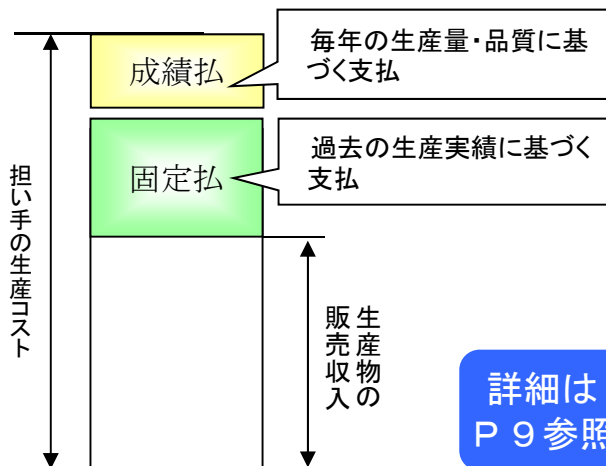 成績払
毎年の生産量・品質に基
づく支払
固定払
過去の生産実績に基づく
支払
担い手の生産コスト
生産物の
販売収入
詳細は
Ｐ９参照